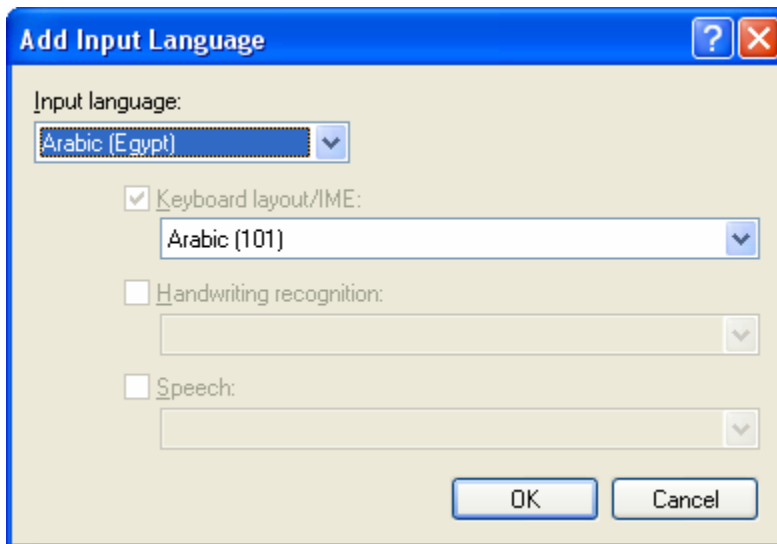 Add Input Language
Input language:
Arabic (Egypt)
Keyboard layout/IME:
Arabic (101)
Handwriting recognition:
Speech:
OK Cancel